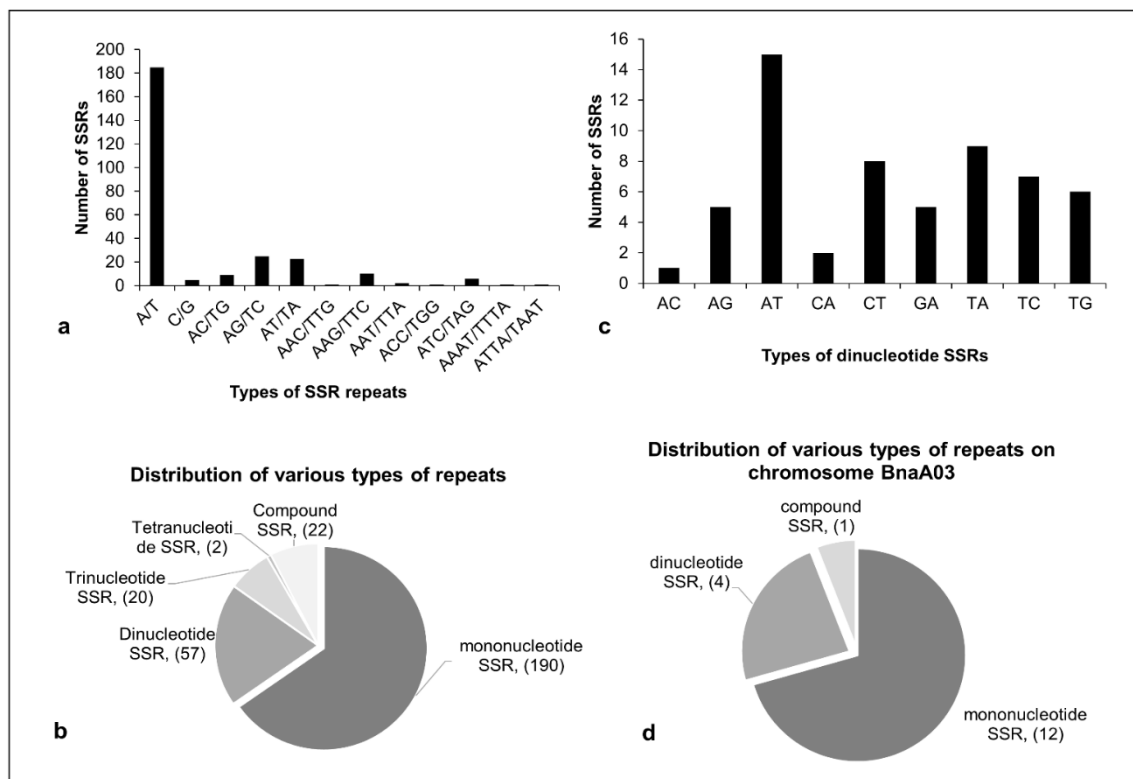 200
180
160
140
120
100
80
60
40
20
0
Number of SSRs
A/T
C/G
AC/TG
AG/TC
AT/TA
AAC/TTG
AAG/TTC
AAT/TTA
ACC/TGG
ATC/TAG
AAAT/TTTA
ATTA/TAAT
a
Types of SSR repeats
16
14
12
10
8
6
4
2
0
Number of SSRs
AC AG AT CA CT GA TA TC TG
c
Types of dinucleotide SSRs
Distribution of various types of repeats
Compound
SSR, (22)
Tetranucleoti
de SSR, (2)
Trinucleotide
SSR, (20)
Dinucleotide
SSR, (57)
mononucleotide
SSR, (190)
b
Distribution of various types of repeats on
chromosome BnaA03
compound
SSR, (1)
dinucleotide
SSR, (4)
mononucleotide
SSR, (12)
d